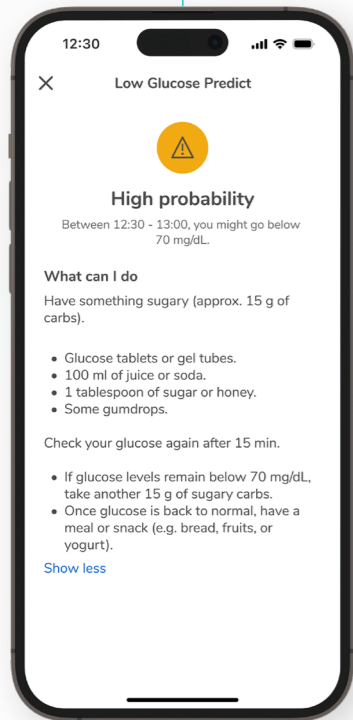 12:30
Low Glucose Predict
High probability
Between 12:30 - 13:00, you might go below
70 mg/dL.
What can I do
Have something sugary (approx. 15 g of
carbs).
• Glucose tablets or gel tubes.
• 100 ml of juice or soda.
• 1 tablespoon of sugar or honey.
• Some gumdrops.
Check your glucose again after 15 min.
• If glucose levels remain below 70 mg/dL,
take another 15 g of sugary carbs.
• Once glucose is back to normal, have a
meal or snack (e.g. bread, fruits, or
yogurt).
Show less